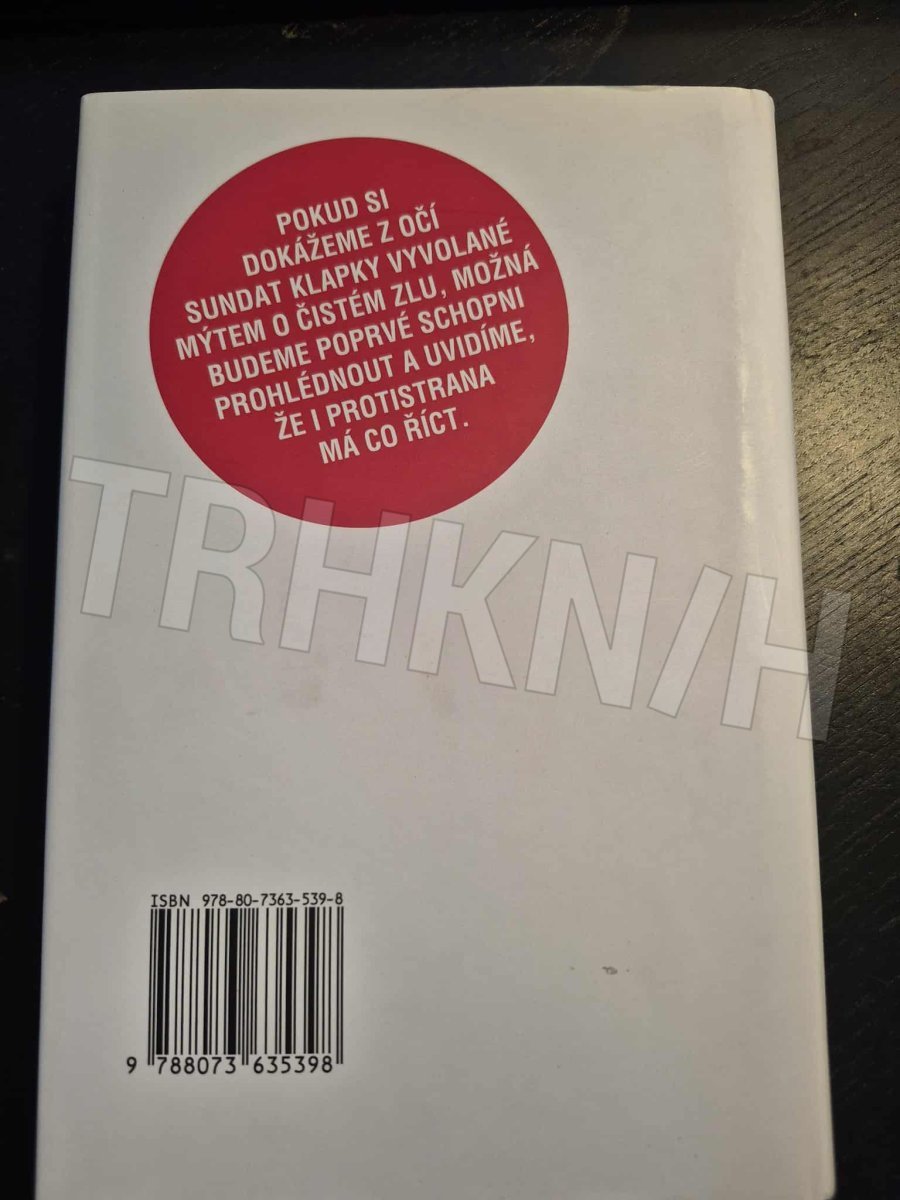 POKUD SI
DOKÁŽEME Z OČÍ
SUNDAT KLAPKY VYVOLANÉ
MÝTEM O ČISTÉM ZLU, MOŽNÁ
BUDEME POPRVÉ SCHOPNI
PROHLÉDNOUT A UVIDÍME,
ŽE I PROTISTRANA
MÁ CO ŘÍCT.
TRHKN/H
ISBN 978-80-7363-539-8
9 788073 635398